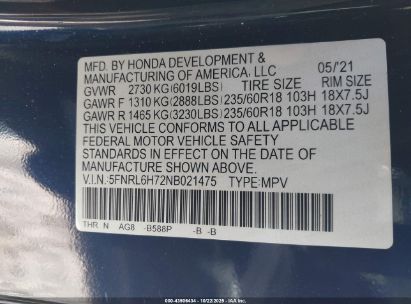 MFD. BY HONDA DEVELOPMENT &
MANUFACTURING OF AMERICA, LLC 05/'21
GVWR 2730 KG(6019LBS) TIRE SIZE RIM SIZE
GAWR F 1310 KG(2888LBS) 235/60R18 103H 18X7.5J
GAWR R 1465 KG(3230LBS) 235/60R18 103H 18X7.5J
THIS VEHICLE CONFORMS TO ALL APPLICABLE
FEDERAL MOTOR VEHICLE SAFETY
STANDARDS IN EFFECT ON THE DATE OF
MANUFACTURE SHOWN ABOVE.
V.I.N.:5FNRL6H72NB021475 TYPE:MPV
THR N AG8 -B588P -B -B